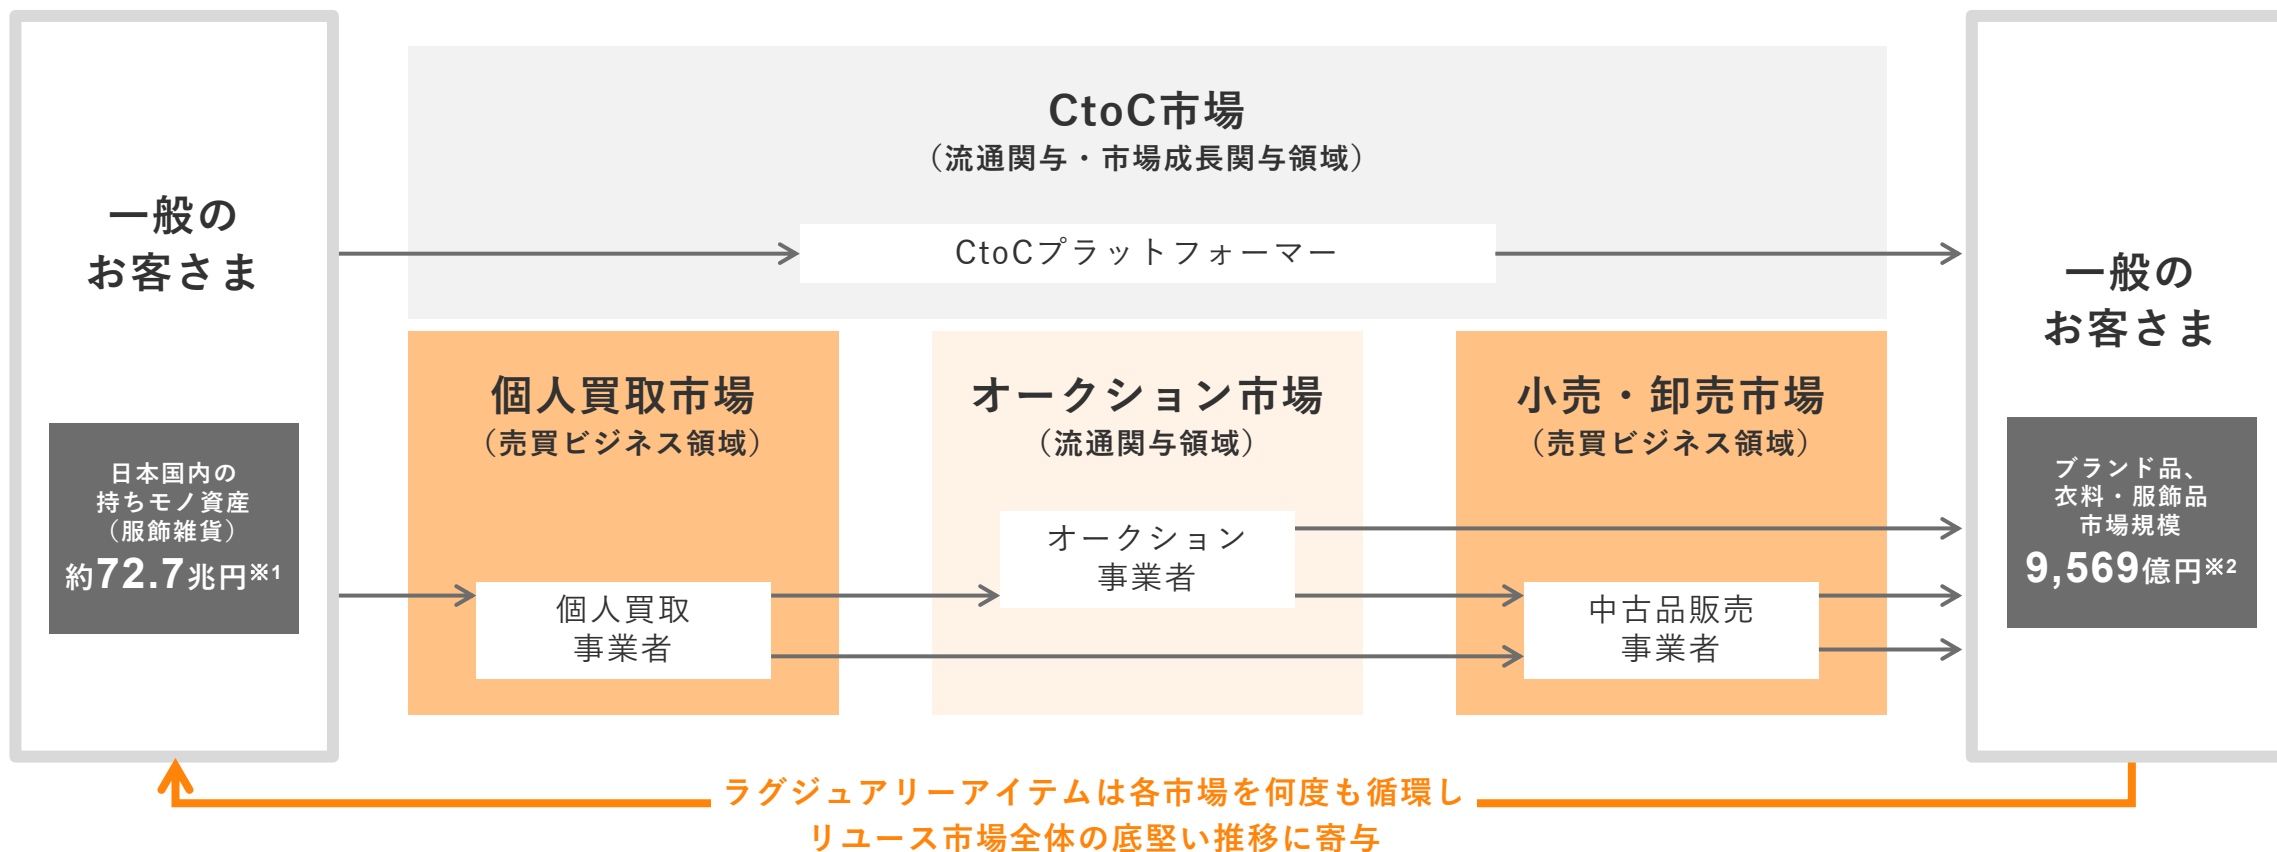 一般の
お客さま
日本国内の
持ちモノ資産
（服飾雑貨）
約72.7兆円※1
CtoC市場
（流通関与・市場成長関与領域）
CtoCプラットフォーマー
個人買取市場
（売買ビジネス領域）
個人買取
事業者
オークション市場
（流通関与領域）
オークション
事業者
小売・卸売市場
（売買ビジネス領域）
中古品販売
事業者
一般の
お客さま
ブランド品、
衣料・服飾品
市場規模
9,569億円※2
ラグジュアリーアイテムは各市場を何度も循環し
リユース市場全体の底堅い推移に寄与